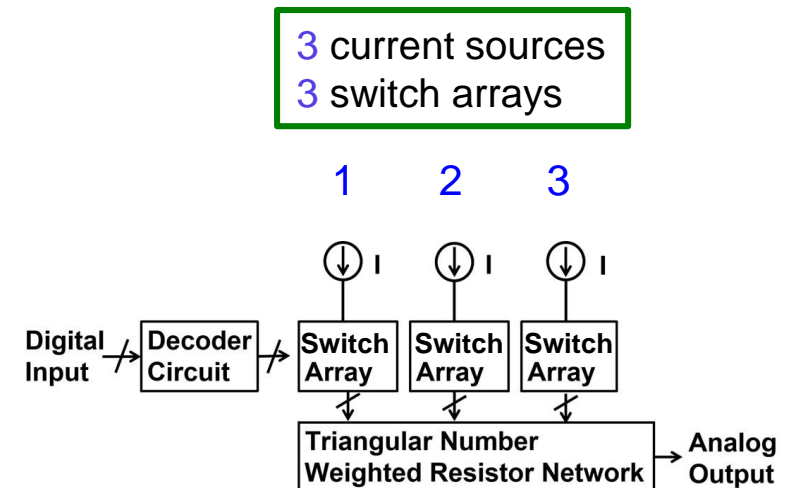 3 current sources
3 switch arrays
1 2 3
I I I
Digital Input
Decoder Circuit
Switch Array
Switch Array
Switch Array
Triangular Number
Weighted Resistor Network
Analog Output